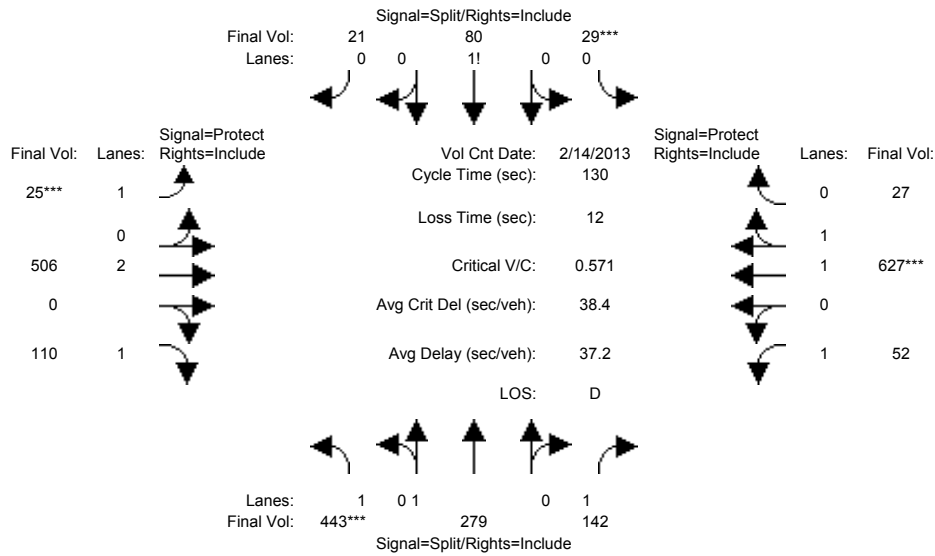 Signal=Split/Rights=Include
Final Vol: 21 80 29***
Lanes: 0 0 1! 0 0
Signal=Protect
Final Vol: Lanes: Rights=Include
Vol Cnt Date: 2/14/2013
Signal=Protect
Rights=Include Lanes: Final Vol:
Cycle Time (sec): 130
25*** 1
0 27
Loss Time (sec): 12
0
1
506 2
Critical V/C: 0.571
1 627***
0
Avg Crit Del (sec/veh): 38.4
0
110 1
Avg Delay (sec/veh): 37.2
1 52
LOS: D
Lanes: 1 0 1 0 1
Final Vol: 443*** 279 142
Signal=Split/Rights=Include